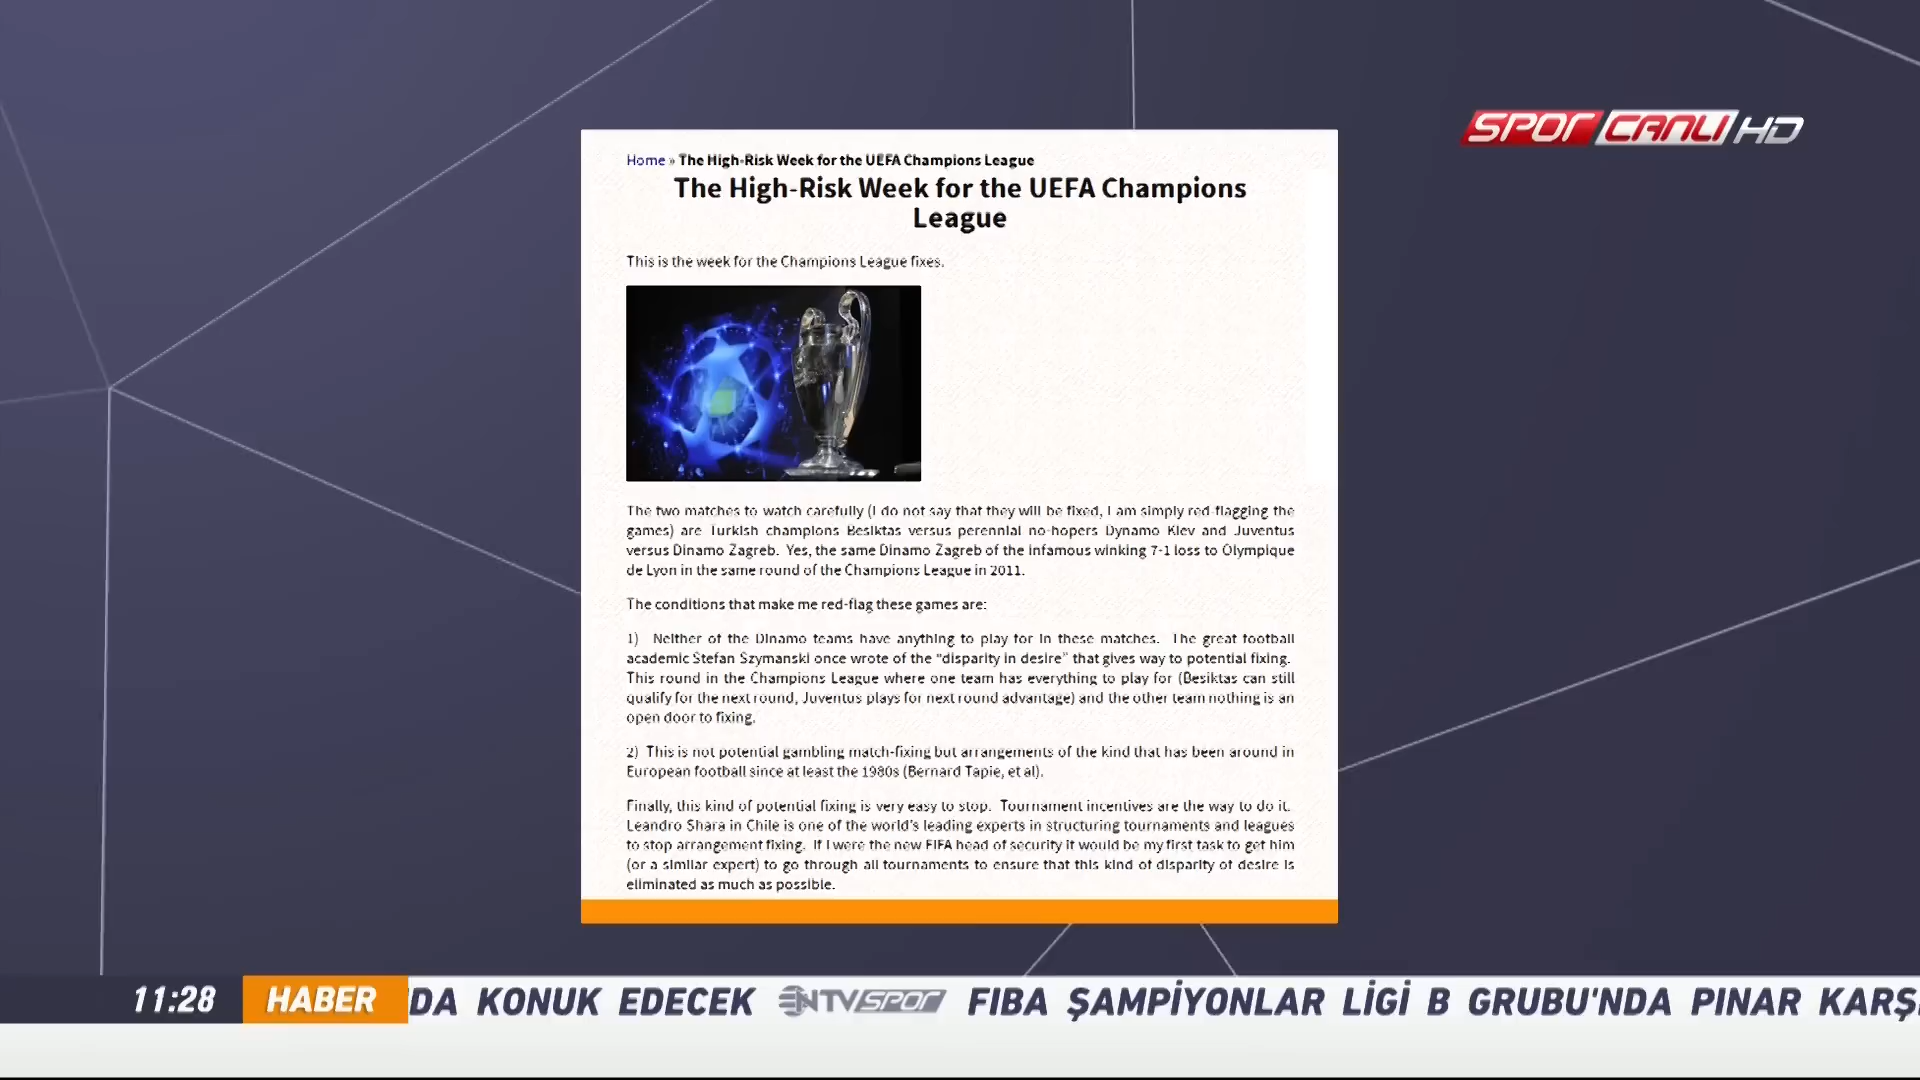 SPOR CANLI HD
Home » The High-Risk Week for the UEFA Champions League
The High-Risk Week for the UEFA Champions
League
This is the week for the Champions League fixes.
The two matches to watch carefully (I do not say that they will be fixed, I am simply red-flagging the
games) are Turkish champions Besiktas versus perennial no-hopers Dynamo Kiev and Juventus
versus Dinamo Zagreb. Yes, the same Dinamo Zagreb of the infamous winking 7-1 loss to Olympique
de Lyon in the same round of the Champions League in 2011.
The conditions that make me red-flag these games are:
1) Neither of the Dinamo teams have anything to play for in these matches. The great football
academic Stefan Szymanski once wrote of the "disparity in desire" that gives way to potential fixing.
This round in the Champions League where one team has everything to play for (Besiktas can still
qualify for the next round, Juventus plays for next round advantage) and the other team nothing is an
open door to fixing.
2) This is not potential gambling match-fixing but arrangements of the kind that has been around in
European football since at least the 1980s (Bernard Tapie, et al).
Finally, this kind of potential fixing is very easy to stop. Tournament incentives are the way to do it.
Leandro Shara in Chile is one of the world's leading experts in structuring tournaments and leagues
to stop arrangement fixing. If I were the new FIFA head of security it would be my first task to get him
(or a similar expert) to go through all tournaments to ensure that this kind of disparity of desire is
eliminated as much as possible.
11:28 HABER 'DA KONUK EDECEK NTVSPOR FIBA ŞAMPİYONLAR LİGİ B GRUBU'NDA PINAR KARŞ